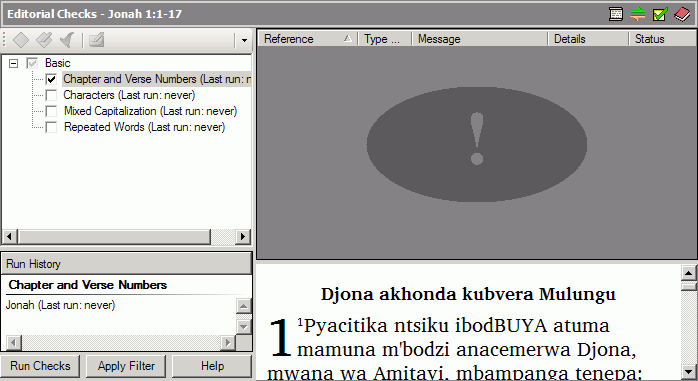 Editorial Checks - Jonah 1:1-17
Basic
Chapter and Verse Numbers (Last run: n
Characters (Last run: never)
Mixed Capitalization (Last run: never)
Repeated Words (Last run: never)
Run History
Chapter and Verse Numbers
Jonah (Last run: never)
Run Checks Apply Filter Help
Reference Type ... Message Details Status
!
Djona akhonda kubvera Mulungu
1 1Pyacitika ntsiku ibodBUYA atuma
mamuna m'bodzi anacemerwa Djona,
mwana wa Amitayi, mbampanga tenepa: